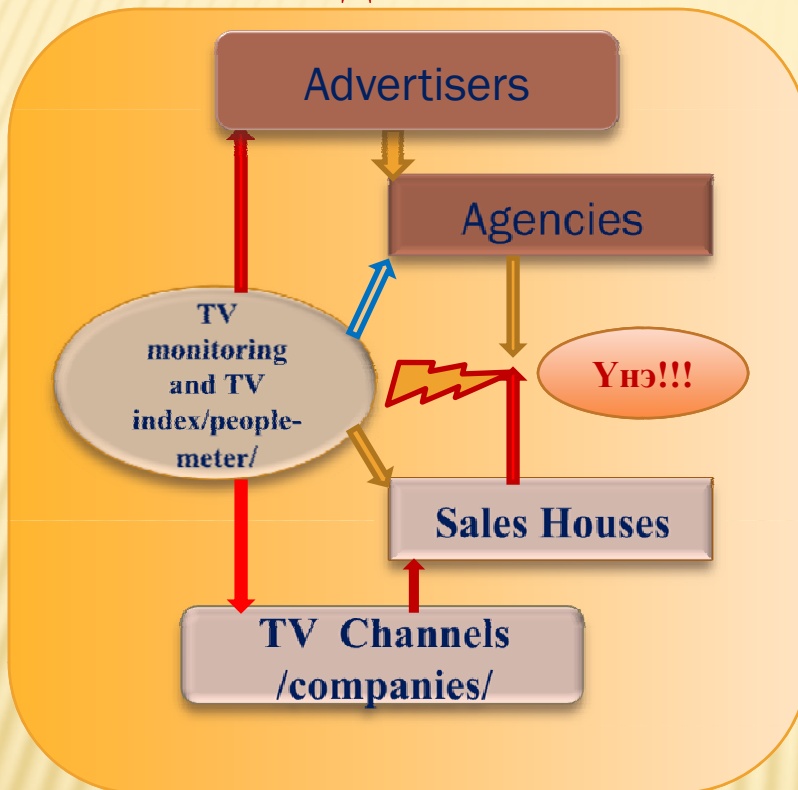 Advertisers
Agencies
TV
monitoring
and TV
index/people-
meter/
Үнэ!!!
Sales Houses
TV Channels
/companies/